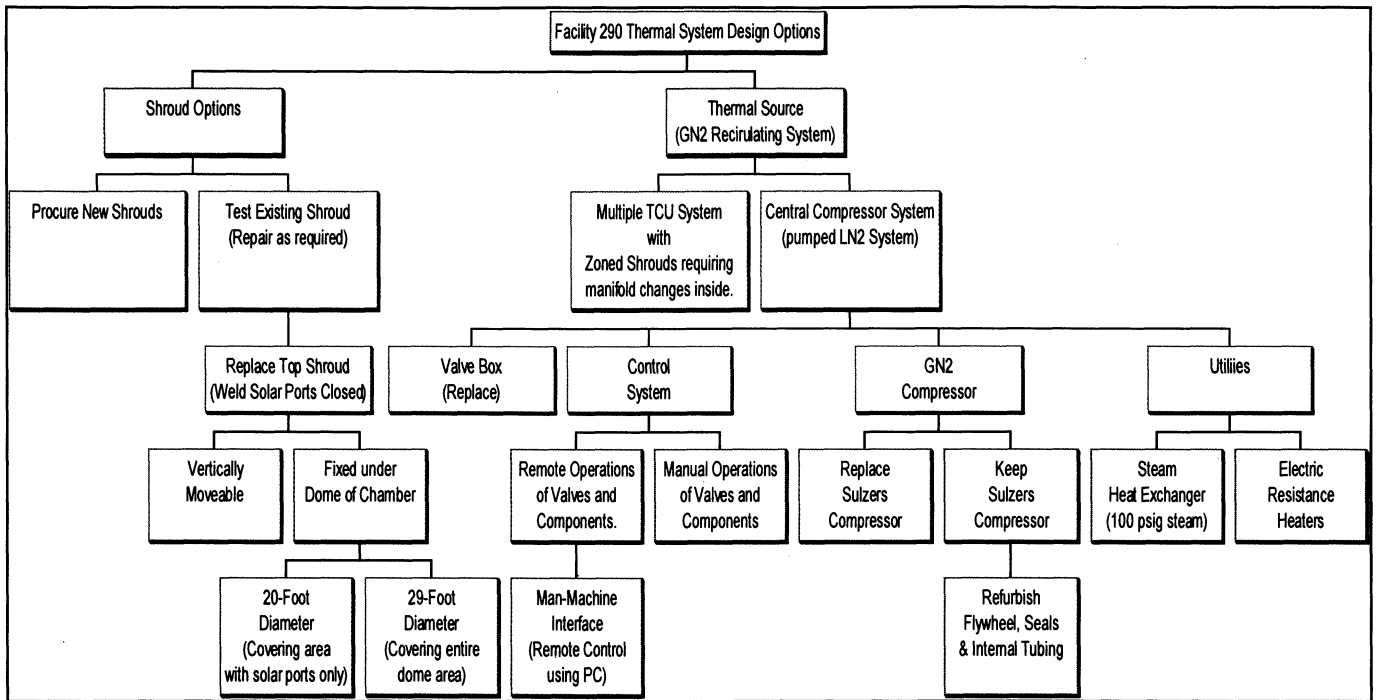 Facility 290 Thermal System Design Options
Shroud Options
Thermal Source
(GN2 Recirulating System)
Procure New Shrouds
Test Existing Shroud
(Repair as required)
Multiple TCU System
with
Zoned Shrouds requiring
manifold changes inside.
Central Compressor System
(pumped LN2 System)
Replace Top Shroud
(Weld Solar Ports Closed)
Valve Box
(Replace)
Control
System
GN2
Compressor
Utiliies
Vertically
Moveable
Fixed under
Dome of Chamber
Remote Operations
of Valves and
Components.
Manual Operations
of Valves and
Components
Replace
Sulzers
Compressor
Keep
Sulzers
Compressor
Steam
Heat Exchanger
(100 psig steam)
Electric
Resistance
Heaters
20-Foot
Diameter
(Covering area
with solar ports only)
29-Foot
Diameter
(Covering entire
dome area)
Man-Machine
Interface
(Remote Control
using PC)
Refurbish
Flywheel, Seals
& Internal Tubing